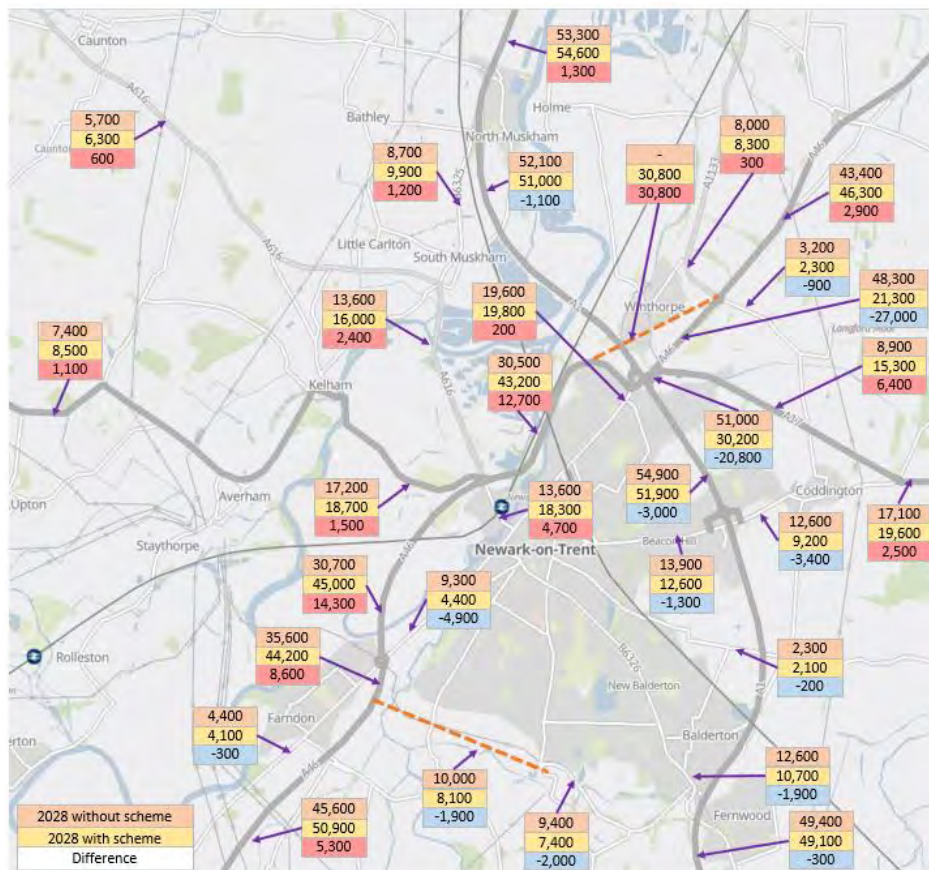 Caunton
A616
5,700
6,300
600
Caunton
Bathley
53,300
54,600
1,300
Holme
North Muskham
8,700
9,900
1,200
B6325
52,100
51,000
-1,100
-
30,800
30,800
8,000
8,300
300
A1133
A46
43,400
46,300
2,900
Little Carlton
South Muskham
A616
3,200
2,300
-900
48,300
21,300
-27,000
Winthorpe
A1
A46
Langford Moor
13,600
16,000
2,400
19,600
19,800
200
7,400
8,500
1,100
Kelham
A616
30,500
43,200
12,700
8,900
15,300
6,400
A17
51,000
30,200
-20,800
Upton
Averham
17,200
18,700
1,500
13,600
18,300
4,700
54,900
51,900
-3,000
Coddington
17,100
19,600
2,500
12,600
9,200
-3,400
Staythorpe
Newark-on-Trent
Beacon Hill
13,900
12,600
-1,300
A46
30,700
45,000
14,300
9,300
4,400
-4,900
35,600
44,200
8,600
Rolleston
B6326
2,300
2,100
-200
New Balderton
A1
4,400
4,100
-300
Farndon
Balderton
erton
A46
10,000
8,100
-1,900
9,400
7,400
-2,000
12,600
10,700
-1,900
Fernwood
45,600
50,900
5,300
49,400
49,100
-300
2028 without scheme
2028 with scheme
Difference